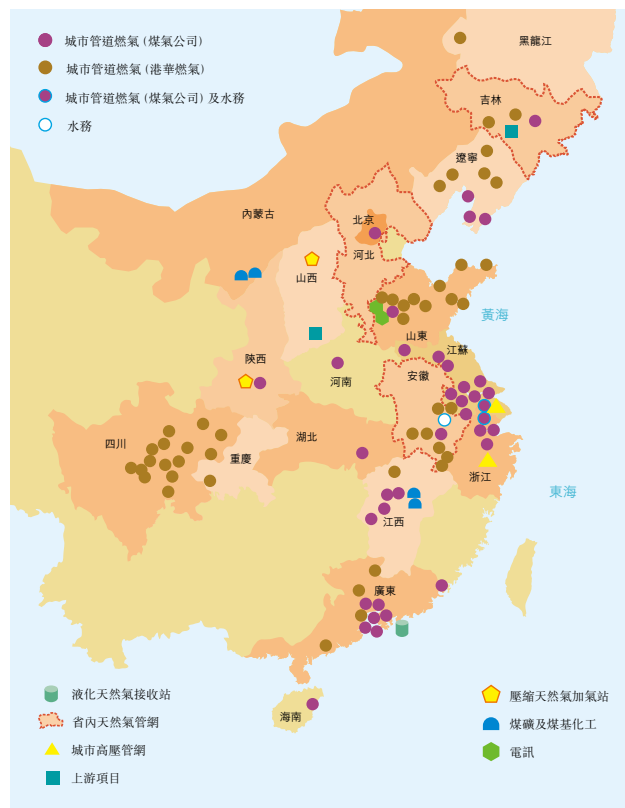 城市管道燃氣 (煤氣公司)
城市管道燃氣 (港華燃氣)
城市管道燃氣 (煤氣公司) 及水務
水務
黑龍江
吉林
遼寧
內蒙古
北京
河北
山西
黃海
山東
江蘇
陝西
河南
安徽
湖北
四川
重慶
浙江
東海
江西
廣東
海南
液化天然氣接收站
省內天然氣管網
城市高壓管網
上游項目
壓縮天然氣加氣站
煤礦及煤基化工
電訊